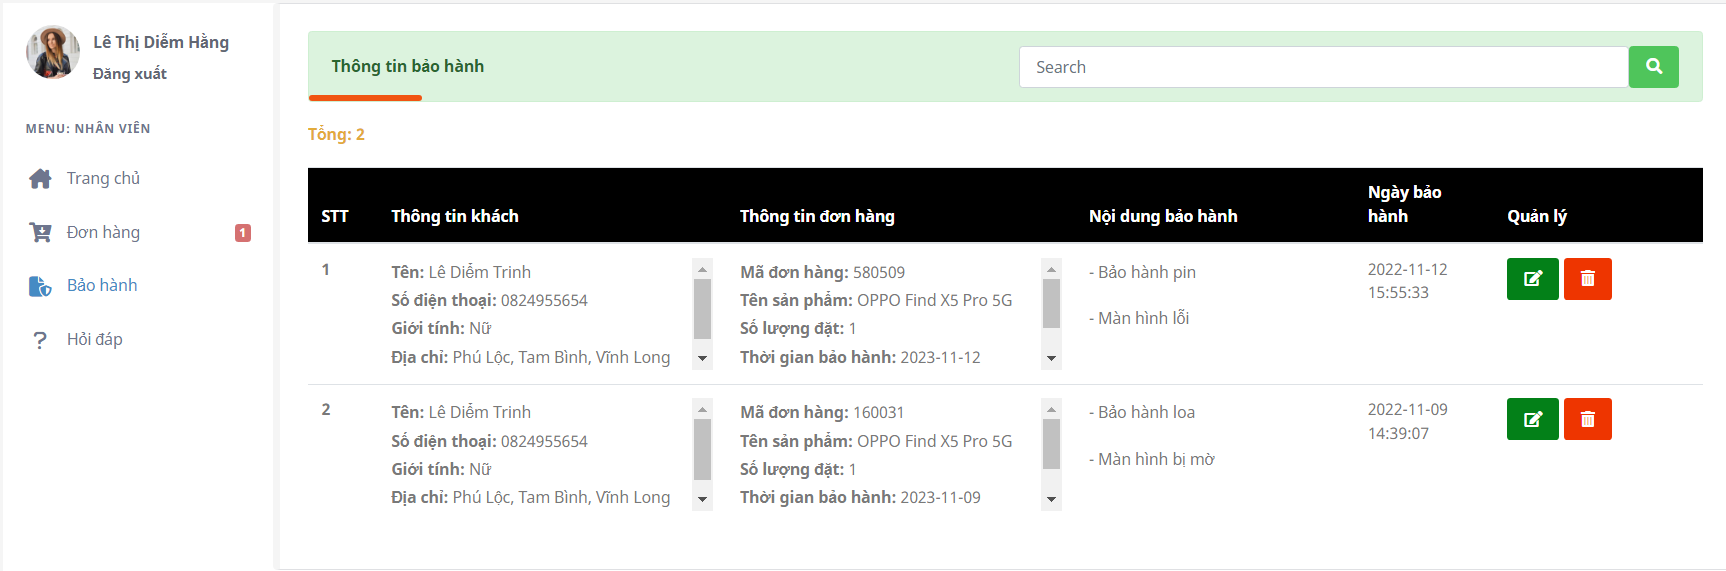 Lê Thị Diễm Hằng
Đăng xuất
MENU: NHÂN VIÊN
Trang chủ
Đơn hàng 1
Bảo hành
Hỏi đáp
Thông tin bảo hành
Search
Tổng: 2
STT Thông tin khách Thông tin đơn hàng Nội dung bảo hành Ngày bảo hành Quản lý
1
Tên: Lê Diễm Trinh
Số điện thoại: 0824955654
Giới tính: Nữ
Địa chỉ: Phú Lộc, Tam Bình, Vĩnh Long
Mã đơn hàng: 580509
Tên sản phẩm: OPPO Find X5 Pro 5G
Số lượng đặt: 1
Thời gian bảo hành: 2023-11-12
- Bảo hành pin
- Màn hình lỗi
2022-11-12
15:55:33
2
Tên: Lê Diễm Trinh
Số điện thoại: 0824955654
Giới tính: Nữ
Địa chỉ: Phú Lộc, Tam Bình, Vĩnh Long
Mã đơn hàng: 160031
Tên sản phẩm: OPPO Find X5 Pro 5G
Số lượng đặt: 1
Thời gian bảo hành: 2023-11-09
- Bảo hành loa
- Màn hình bị mờ
2022-11-09
14:39:07